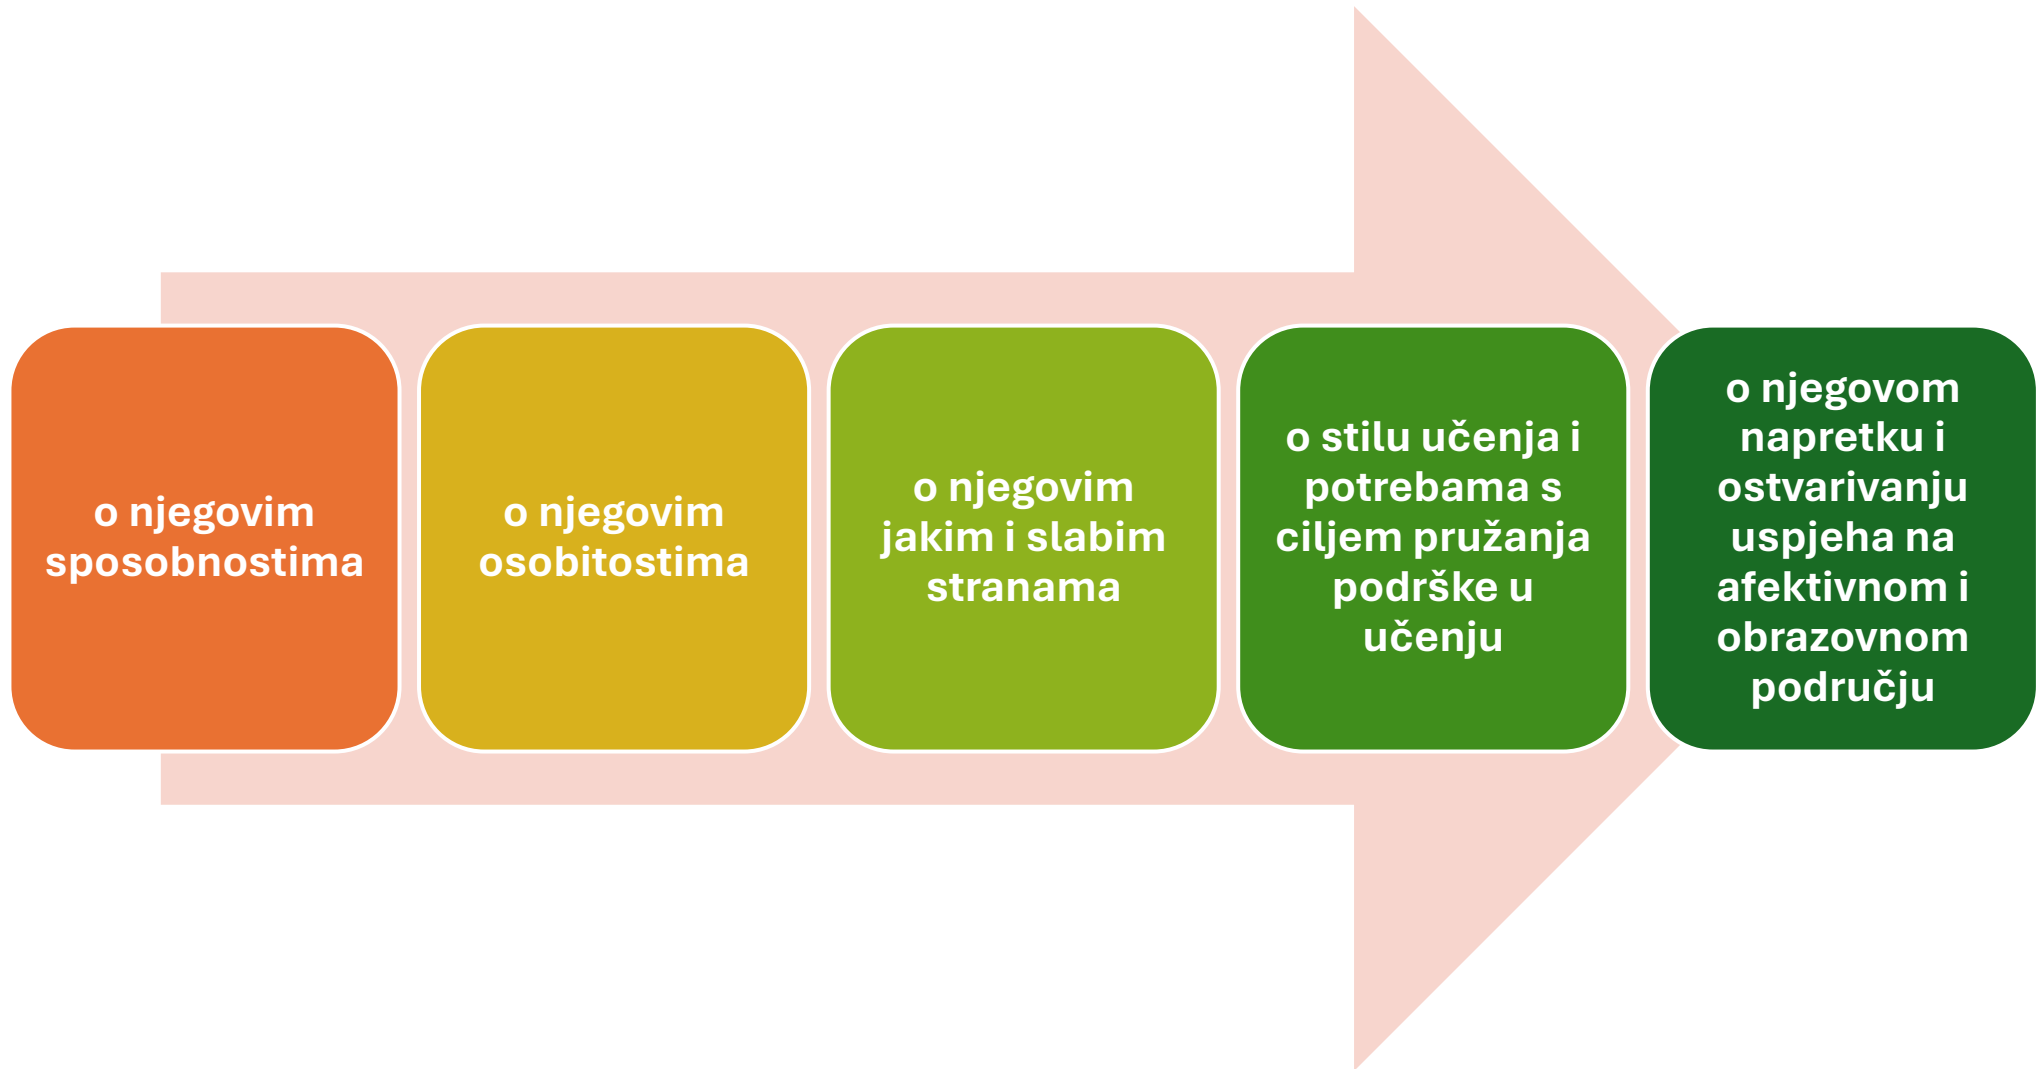 o njegovim
sposobnostima
o njegovim
osobitostima
o njegovim
jakim i slabim
stranama
o stilu učenja i
potrebama s
ciljem pružanja
podrške u
učenju
o njegovom
napretku i
ostvarivanju
uspjeha na
afektivnom i
obrazovnom
području